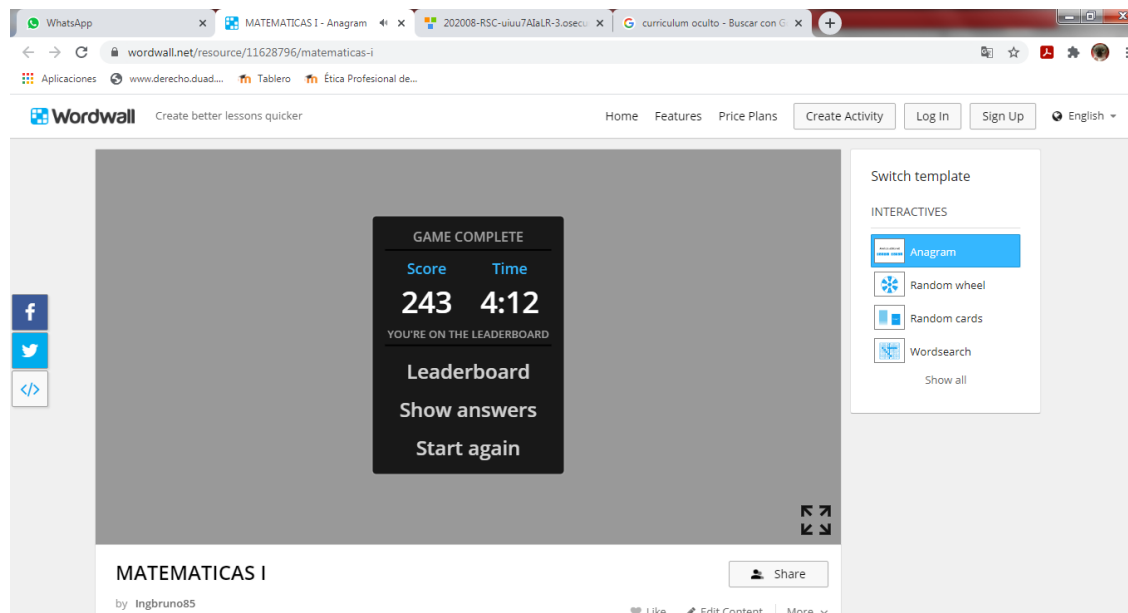 WhatsApp
MATEMATICAS I - Anagram
202008-RSC-uiuu7AIaLR-3.osecu
curriculum oculto - Buscar con G
wordwall.net/resource/11628796/matematicas-i
Aplicaciones www.derecho.duad.... Tablero Ética Profesional de...
Wordwall Create better lessons quicker Home Features Price Plans Create Activity Log In Sign Up English
GAME COMPLETE
Score Time
243 4:12
YOU'RE ON THE LEADERBOARD
Leaderboard
Show answers
Start again
Switch template
INTERACTIVES
Anagram
Random wheel
Random cards
Wordsearch
Show all
MATEMATICAS I
Share
by Ingbruno85
Like Edit Content More